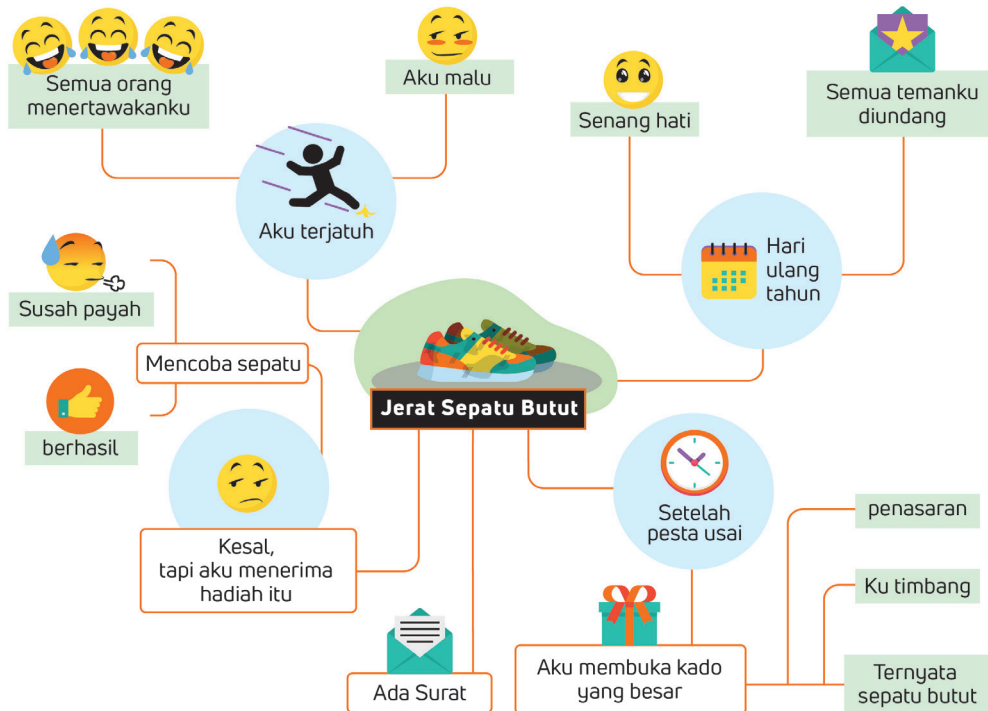 Semua orang
menertawakanku
Aku malu
Senang hati
Semua temanku
diundang
Aku terjatuh
Hari
ulang
tahun
Susah payah
Mencoba sepatu
berhasil
Jerat Sepatu Butut
Kesal,
tapi aku menerima
hadiah itu
Ada Surat
Setelah
pesta usai
Aku membuka kado
yang besar
penasaran
Ku timbang
Ternyata
sepatu butut